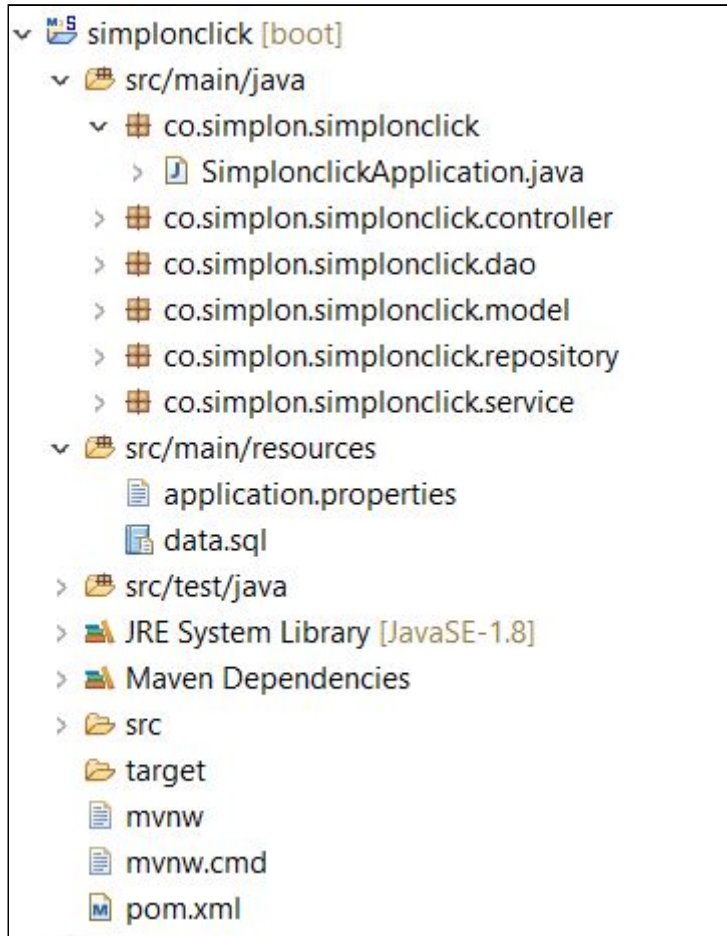 simplonclick [boot]
src/main/java
co.simplon.simplonclick
SimplonclickApplication.java
co.simplon.simplonclick.controller
co.simplon.simplonclick.dao
co.simplon.simplonclick.model
co.simplon.simplonclick.repository
co.simplon.simplonclick.service
src/main/resources
application.properties
data.sql
src/test/java
JRE System Library [JavaSE-1.8]
Maven Dependencies
src
target
mvnw
mvnw.cmd
pom.xml